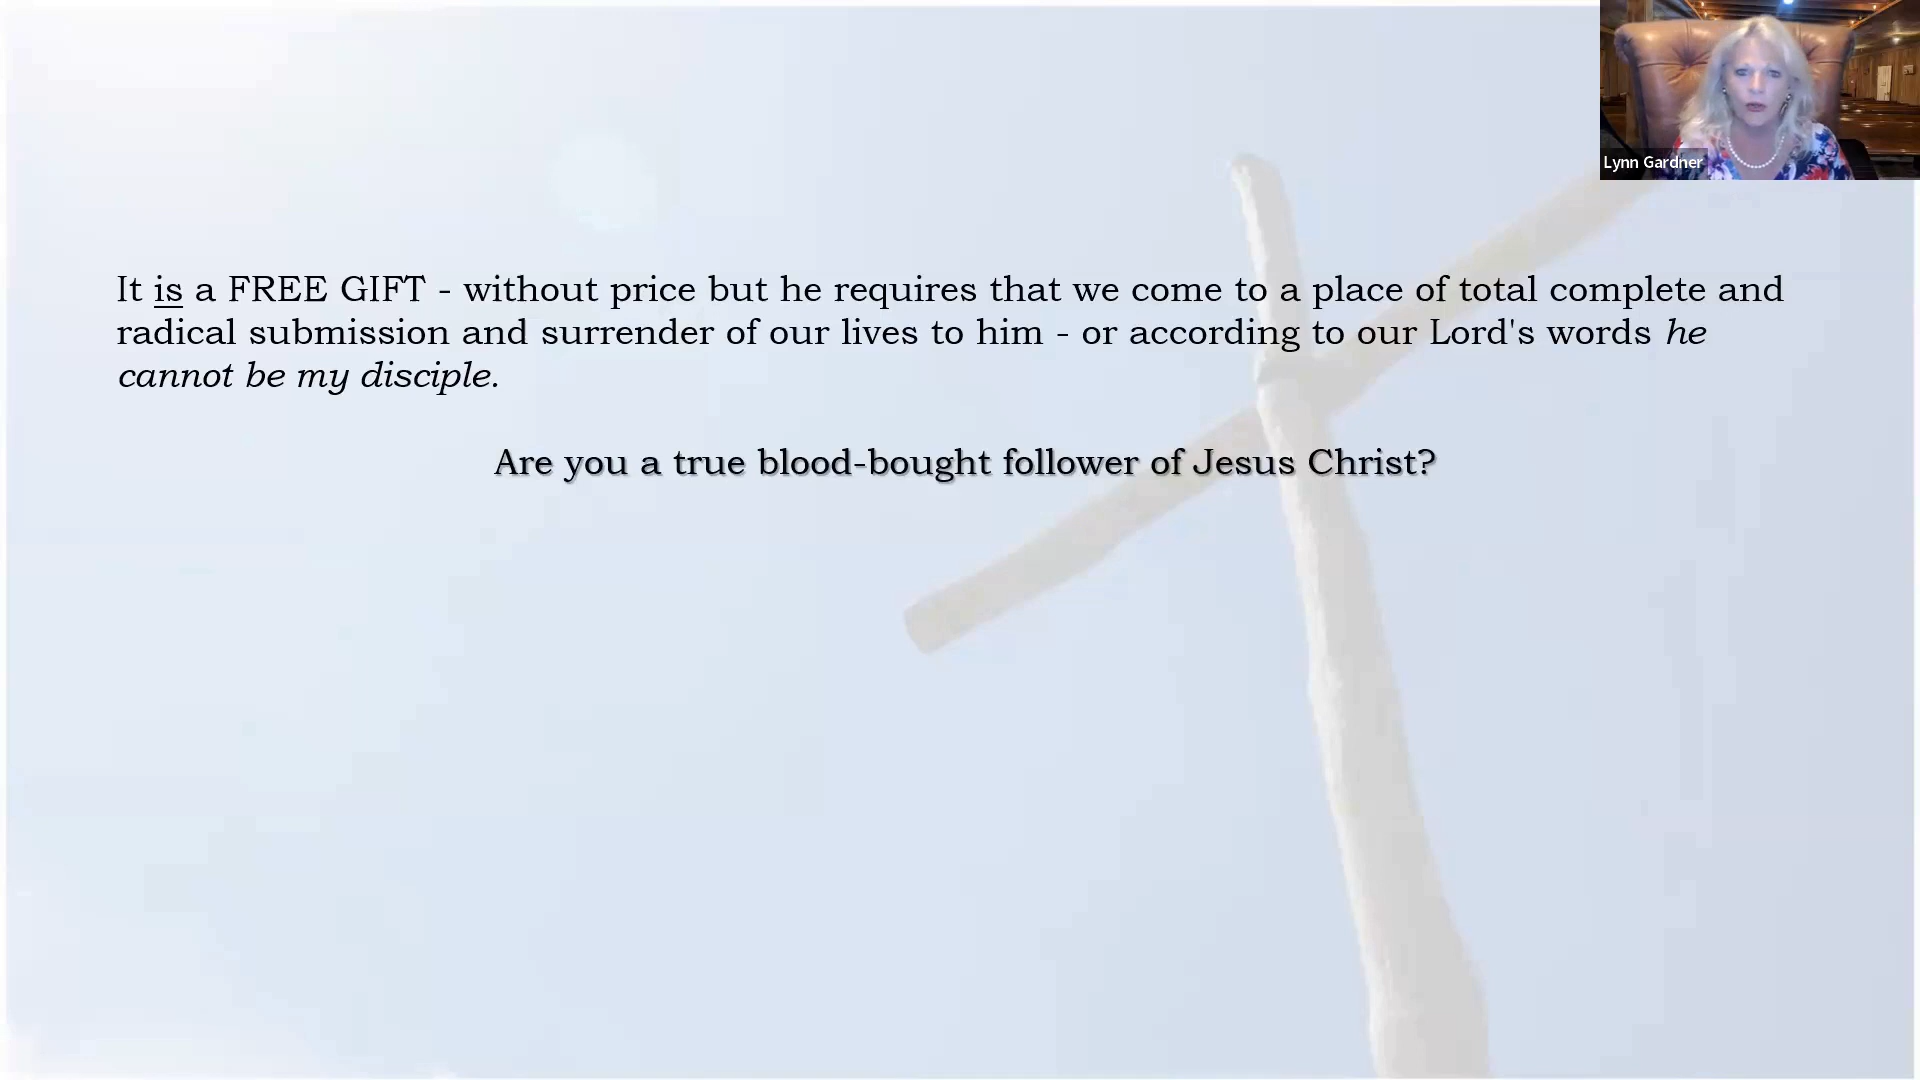 Lynn Gardner
It is a FREE GIFT - without price but he requires that we come to a place of total complete and
radical submission and surrender of our lives to him - or according to our Lord's words he
cannot be my disciple.
Are you a true blood-bought follower of Jesus Christ?